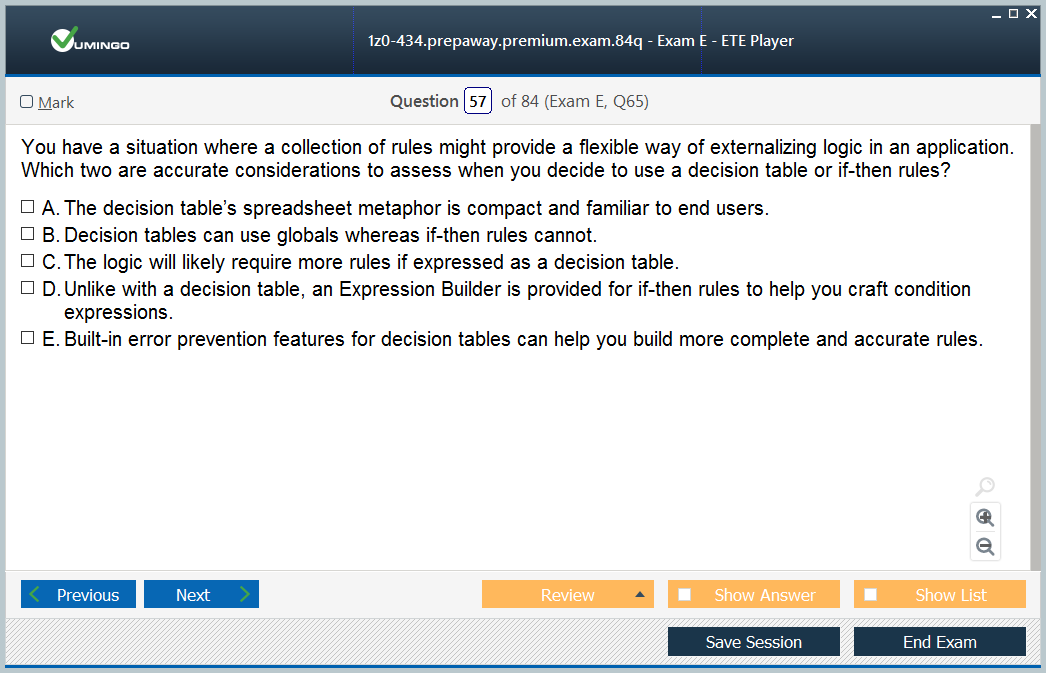 VUMINGO
1z0-434.prepaway.premium.exam.84q - Exam E - ETE Player
Mark
Question 57 of 84 (Exam E, Q65)
You have a situation where a collection of rules might provide a flexible way of externalizing logic in an application.
Which two are accurate considerations to assess when you decide to use a decision table or if-then rules?
A. The decision table’s spreadsheet metaphor is compact and familiar to end users.
B. Decision tables can use globals whereas if-then rules cannot.
C. The logic will likely require more rules if expressed as a decision table.
D. Unlike with a decision table, an Expression Builder is provided for if-then rules to help you craft condition
expressions.
E. Built-in error prevention features for decision tables can help you build more complete and accurate rules.
Previous
Next
Review
Show Answer
Show List
Save Session
End Exam